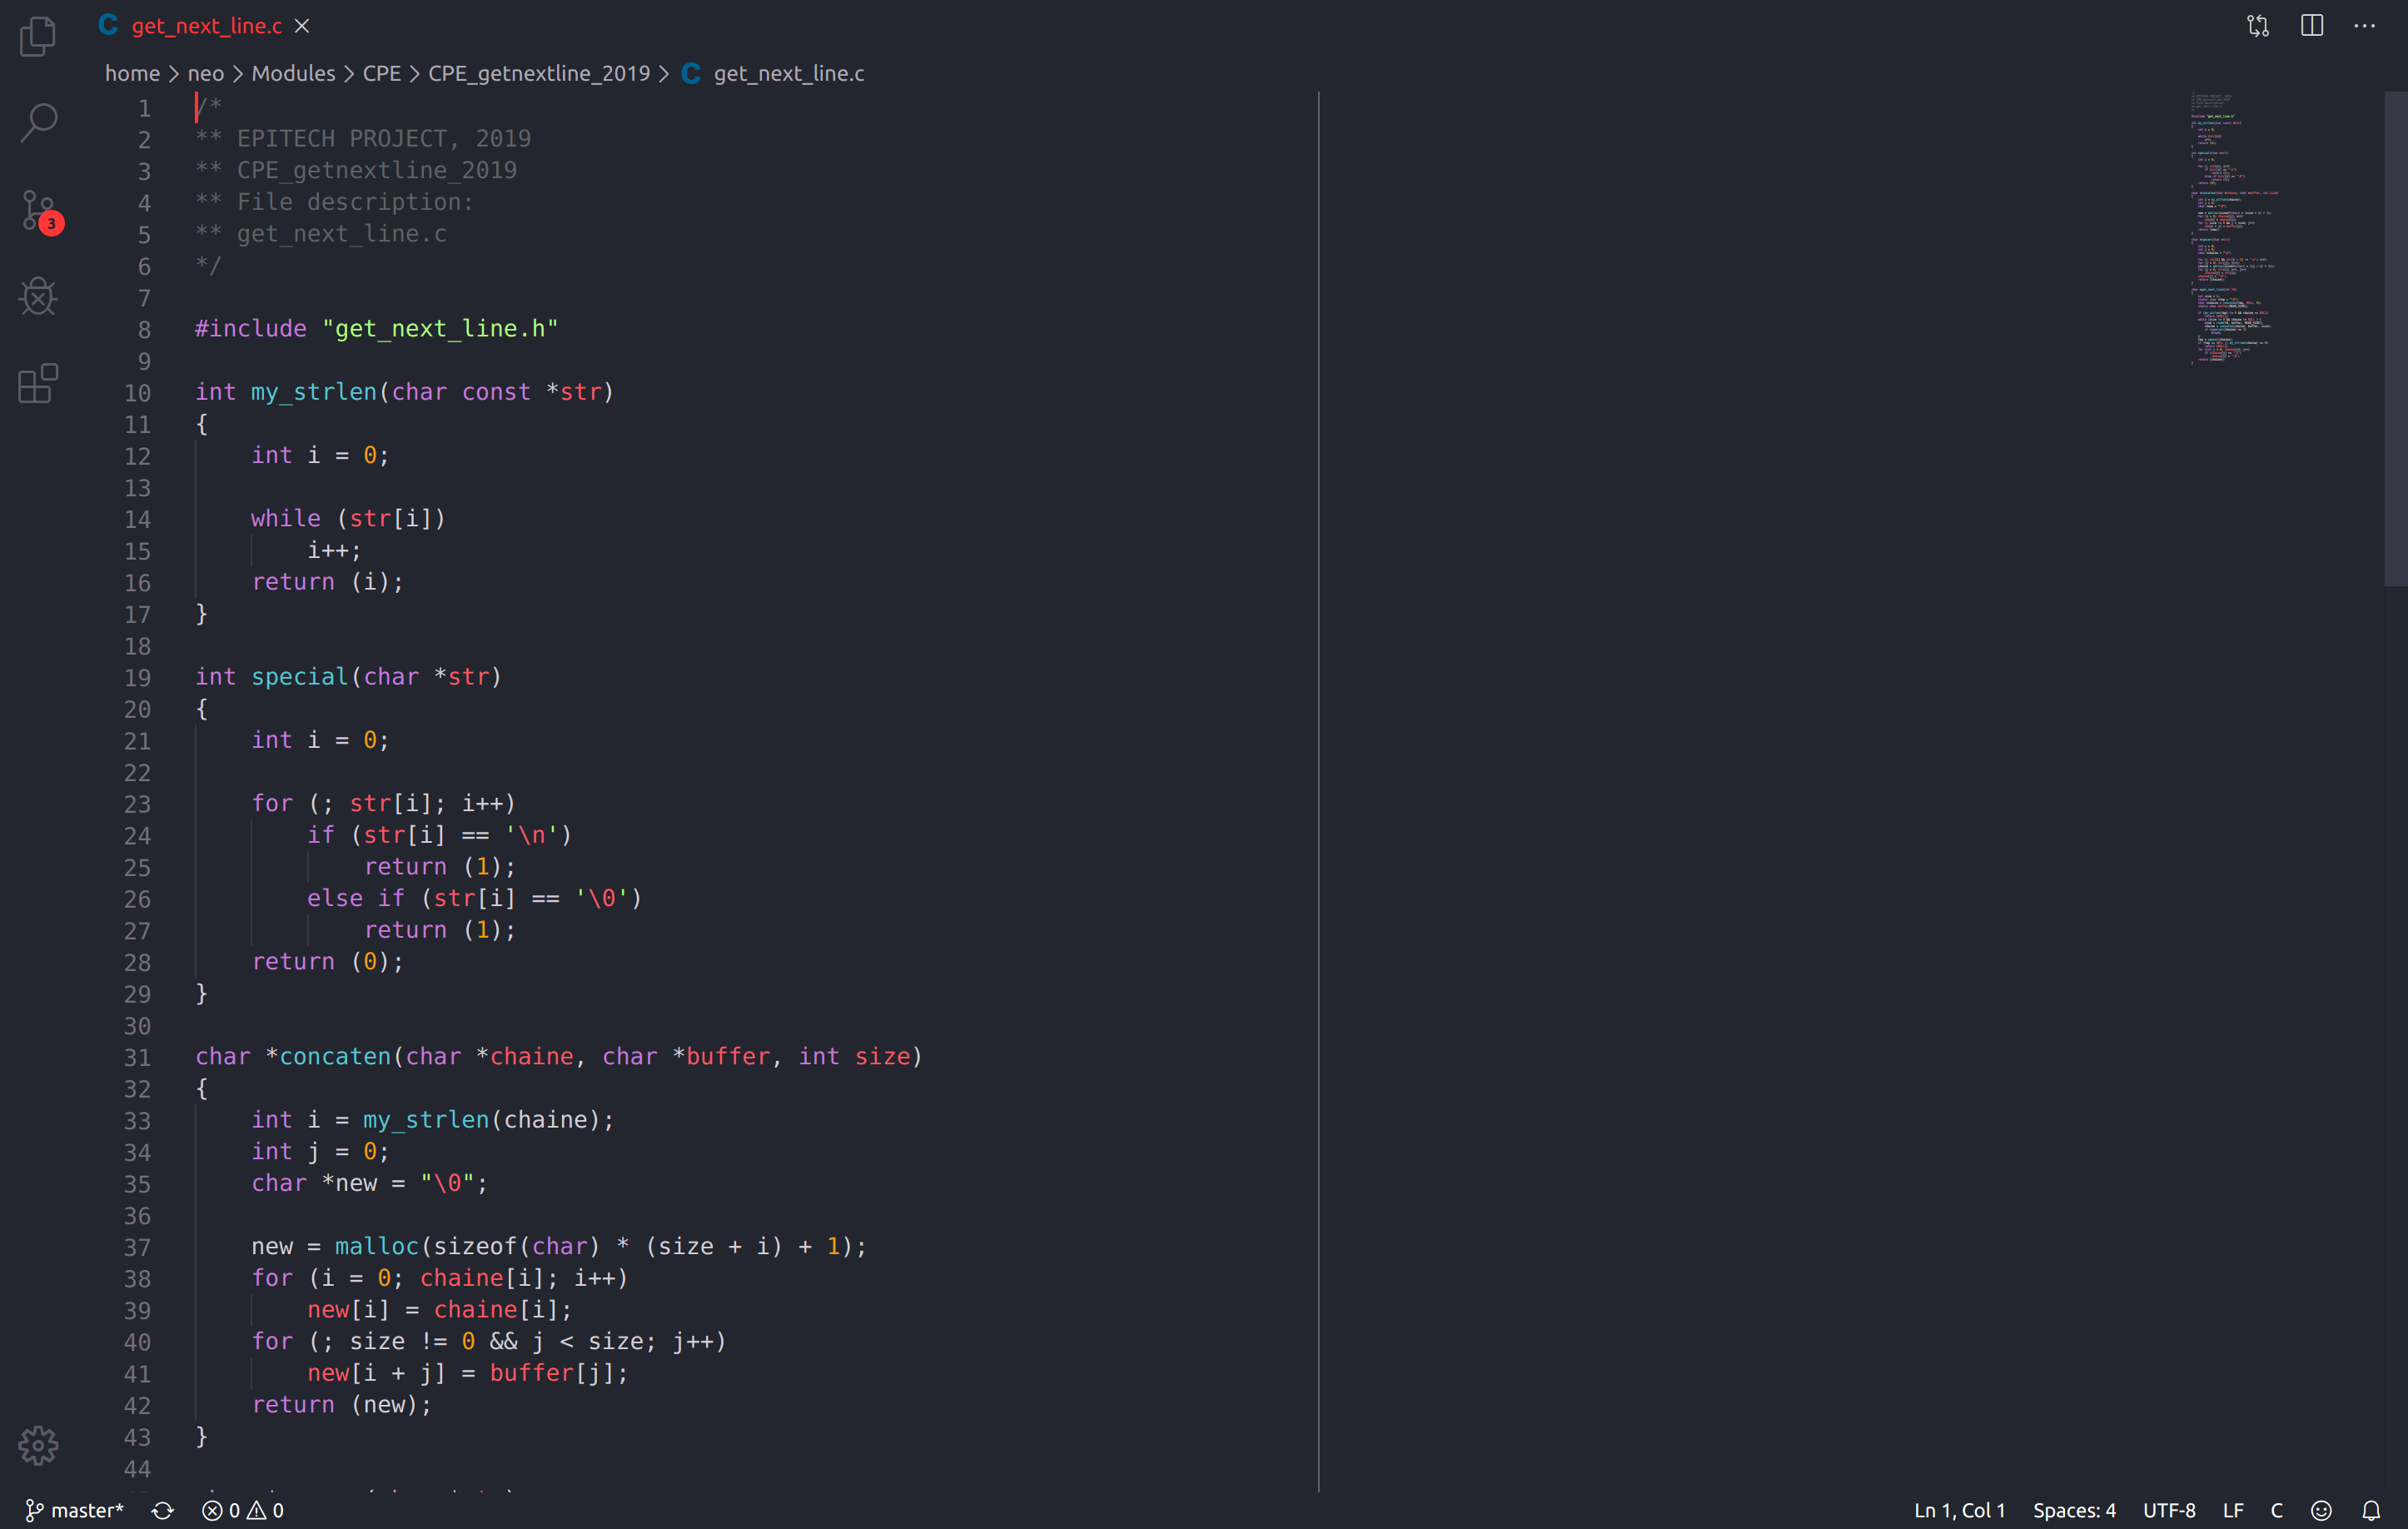 get_next_line.c
home > neo > Modules > CPE > CPE_getnextline_2019 > C get_next_line.c
1 /*
2 ** EPITECH PROJECT, 2019
3 ** CPE_getnextline_2019
4 ** File description:
5 ** get_next_line.c
6 */
7
8 #include "get_next_line.h"
9
10 int my_strlen(char const *str)
11 {
12     int i = 0;
13
14     while (str[i])
15         i++;
16     return (i);
17 }
18
19 int special(char *str)
20 {
21     int i = 0;
22
23     for (; str[i]; i++)
24         if (str[i] == '\n')
25             return (1);
26         else if (str[i] == '\0')
27             return (1);
28     return (0);
29 }
30
31 char *concaten(char *chaine, char *buffer, int size)
32 {
33     int i = my_strlen(chaine);
34     int j = 0;
35     char *new = "\0";
36
37     new = malloc(sizeof(char) * (size + i) + 1);
38     for (i = 0; chaine[i]; i++)
39         new[i] = chaine[i];
40     for (; size != 0 && j < size; j++)
41         new[i + j] = buffer[j];
42     return (new);
43 }
44
3
master* 0 0 Ln 1, Col 1 Spaces: 4 UTF-8 LF C